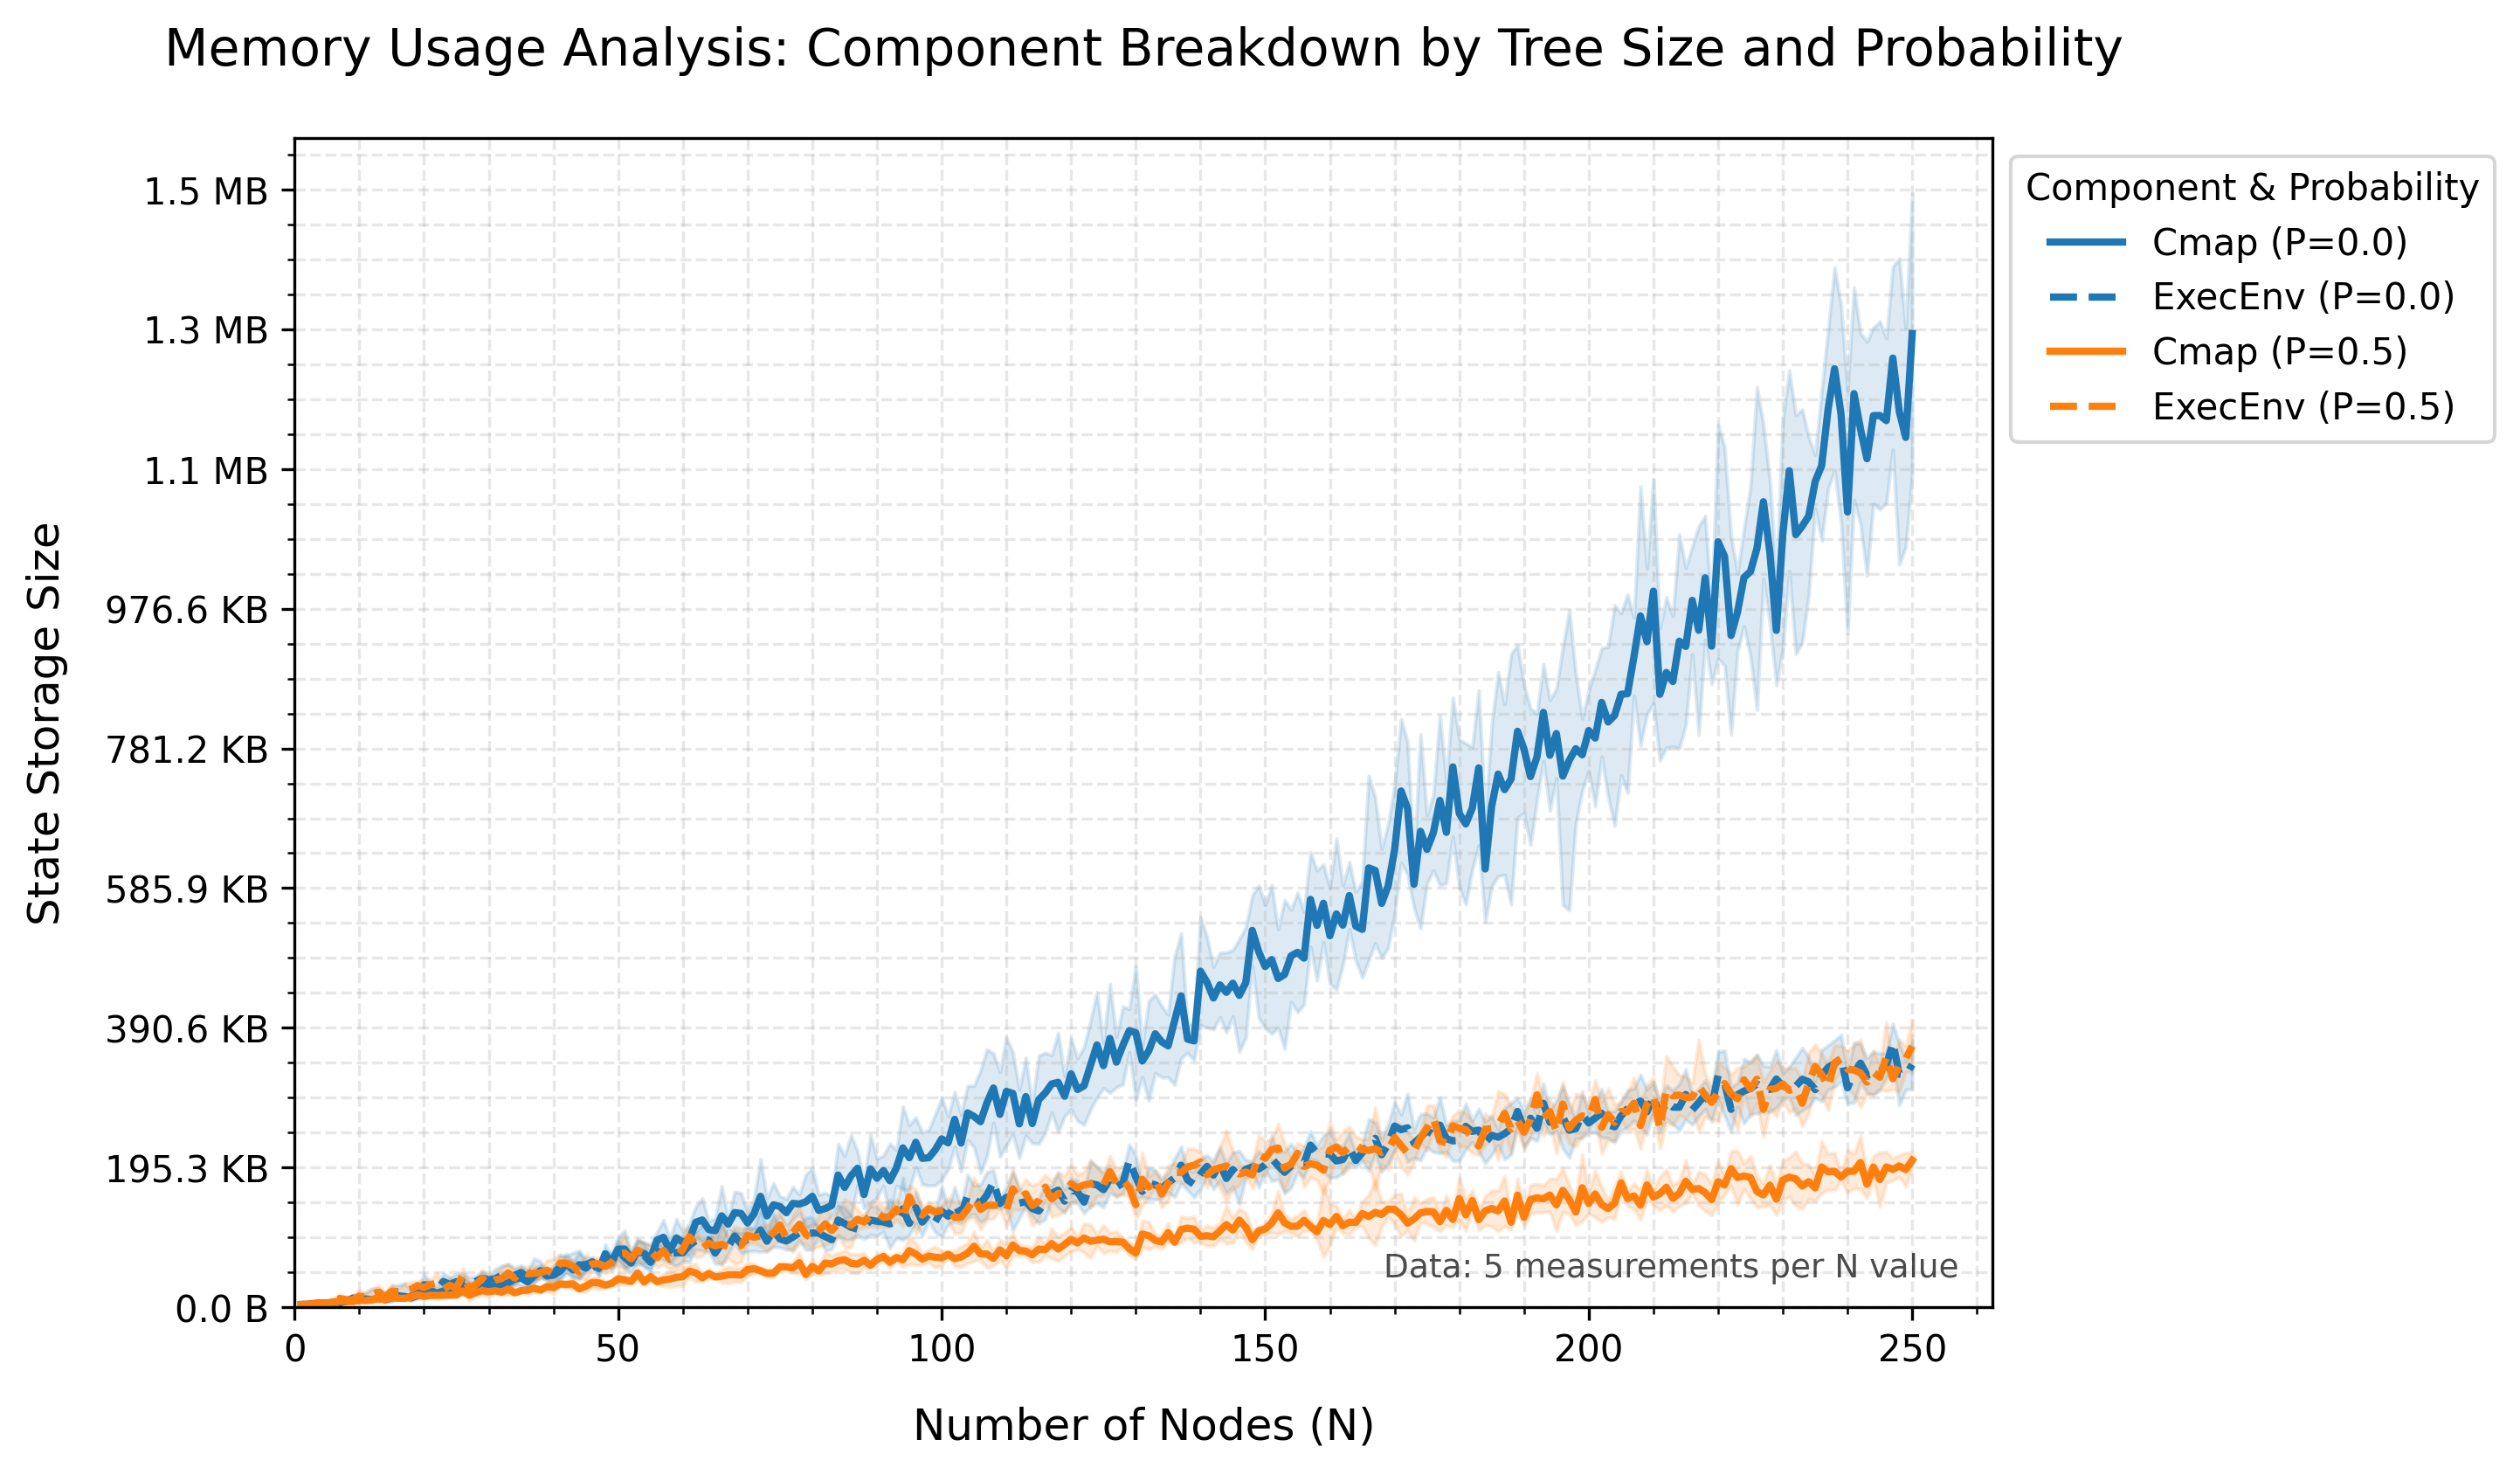 Memory Usage Analysis: Component Breakdown by Tree Size and Probability
Component & Probability
Cmap (P=0.0)
ExecEnv (P=0.0)
Cmap (P=0.5)
ExecEnv (P=0.5)
State Storage Size
1.5 MB
1.3 MB
1.1 MB
976.6 KB
781.2 KB
585.9 KB
390.6 KB
195.3 KB
0.0 B
Data: 5 measurements per N value
0 50 100 150 200 250
Number of Nodes (N)